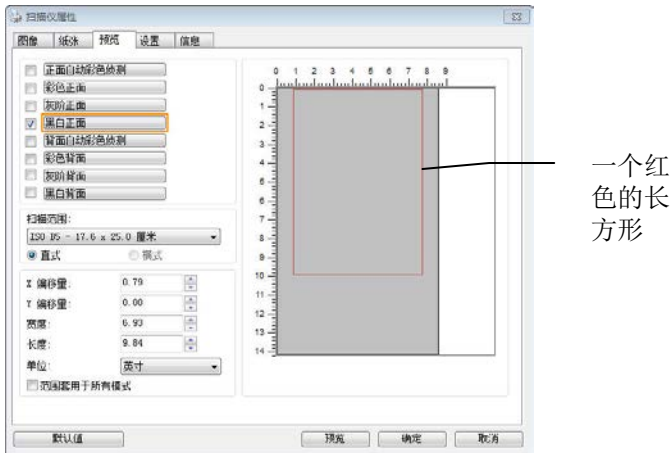 扫描仪属性
图像 纸张 预览 设置 信息
正面自动彩色侦测
彩色正面
灰阶正面
黑白正面
背面自动彩色侦测
彩色背面
灰阶背面
黑白背面
扫描范围:
ISO B5 - 17.6 x 25.0 厘米
直式 横式
X 偏移量: 0.79
Y 偏移量: 0.00
宽度: 6.93
长度: 9.84
单位: 英寸
范围套用于所有模式
0 1 2 3 4 5 6 7 8 9
0
1
2
3
4
5
6
7
8
9
10
11
12
13
14
一个红
色的长
方形
默认值 预览 确定 取消